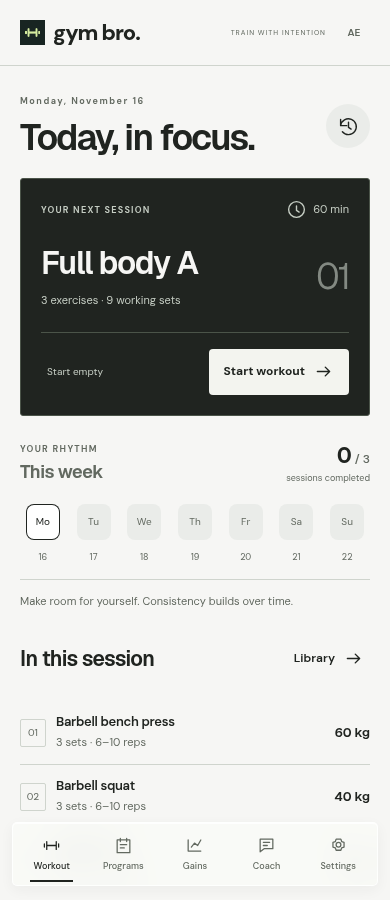 gym bro.
TRAIN WITH INTENTION
AE
Monday, November 16
Today, in focus.
YOUR NEXT SESSION
60 min
Full body A
01
3 exercises · 9 working sets
Start empty
Start workout
YOUR RHYTHM
0 / 3
This week
sessions completed
Mo Tu We Th Fr Sa Su
16 17 18 19 20 21 22
Make room for yourself. Consistency builds over time.
In this session
Library
01
Barbell bench press
3 sets · 6–10 reps
60 kg
02
Barbell squat
3 sets · 6–10 reps
40 kg
Workout Programs Gains Coach Settings